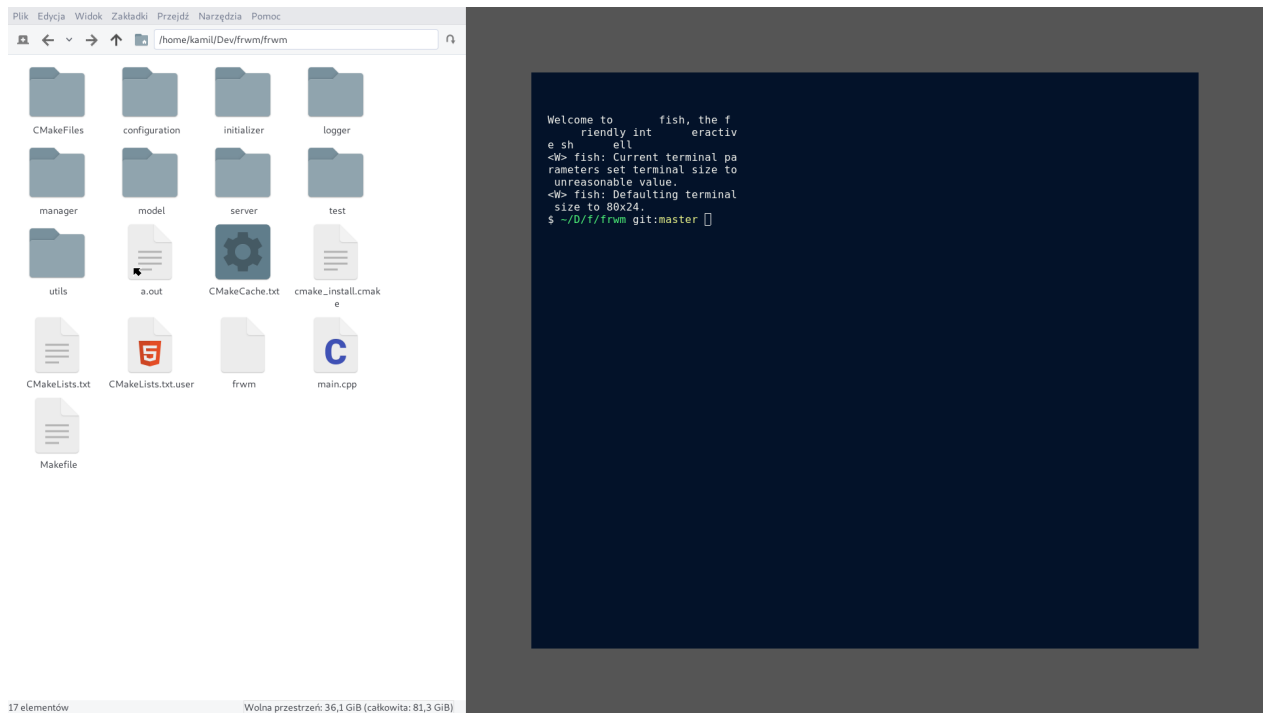 Plik Edycja Widok Zakładki Przejdź Narzędzia Pomoc
/home/kamil/Dev/frwm/frwm
CMakeFiles configuration initializer logger
manager model server test
utils a.out CMakeCache.txt cmake_install.cmak
e
CMakeLists.txt CMakeLists.txt.user frwm main.cpp
Makefile
17 elementów Wolna przestrzeń: 36,1 GiB (całkowita: 81,3 GiB)
Welcome to       fish, the f
     riendly int      eractiv
e sh      ell
<W> fish: Current terminal pa
rameters set terminal size to
 unreasonable value.
<W> fish: Defaulting terminal
 size to 80x24.
$ ~/D/f/frwm git:master